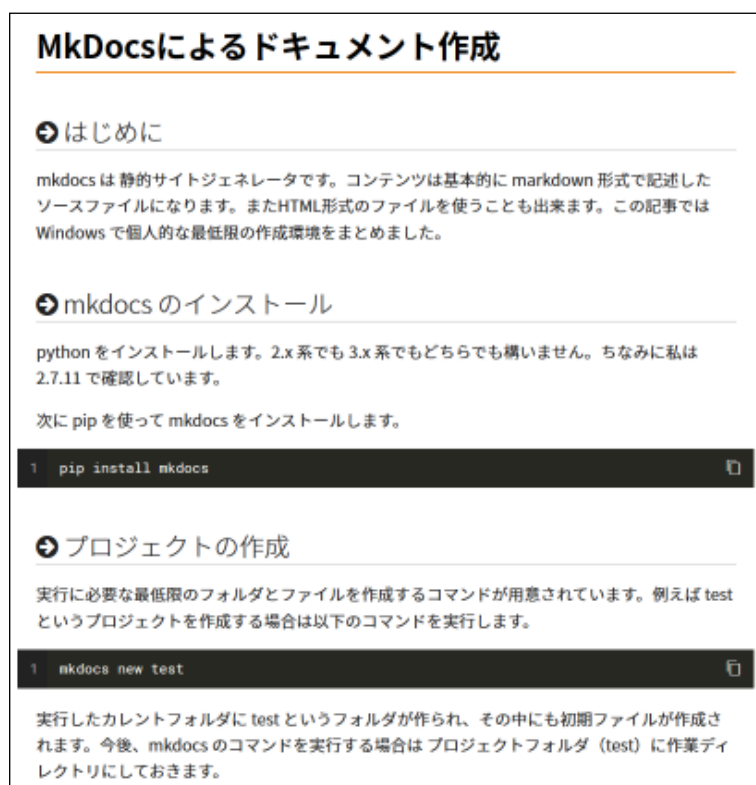 MkDocsによるドキュメント作成
はじめに
mkdocs は 静的サイトジェネレータです。コンテンツは基本的に markdown 形式で記述した
ソースファイルになります。またHTML形式のファイルを使うことも出来ます。この記事では
Windows で個人的な最低限の作成環境をまとめました。
mkdocs のインストール
python をインストールします。2.x 系でも 3.x 系でもどちらでも構いません。ちなみに私は
2.7.11 で確認しています。
次に pip を使って mkdocs をインストールします。
1 pip install mkdocs
プロジェクトの作成
実行に必要な最低限のフォルダとファイルを作成するコマンドが用意されています。例えば test
というプロジェクトを作成する場合は以下のコマンドを実行します。
1 mkdocs new test
実行したカレントフォルダに test というフォルダが作られ、その中にも初期ファイルが作成さ
れます。今後、mkdocs のコマンドを実行する場合は プロジェクトフォルダ（test）に作業ディ
レクトリにしておきます。